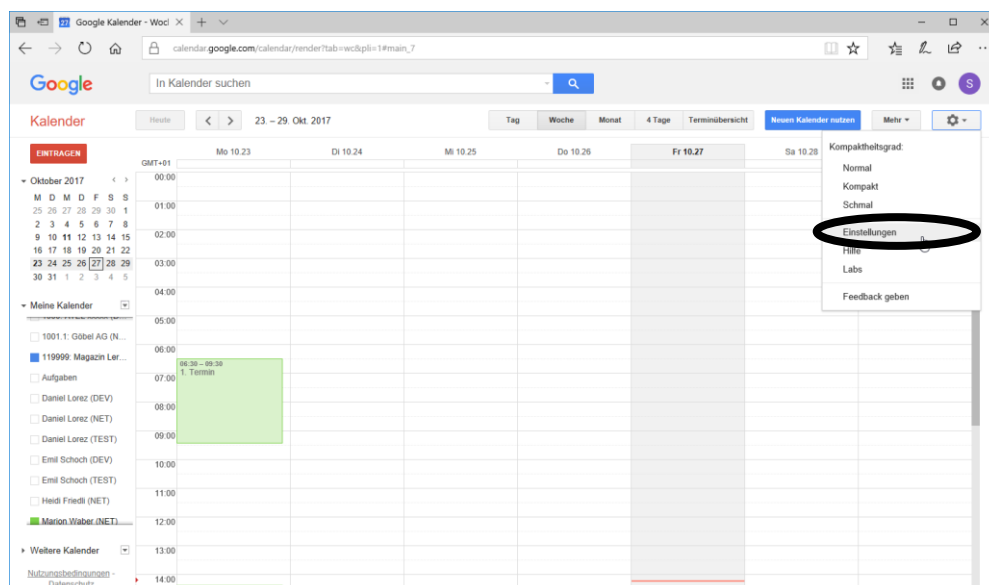 Google Kalender - Wocl
calendar.google.com/calendar/render?tab=wc&pli=1#main_7
Google
In Kalender suchen
S
Kalender
Heute
23. – 29. Okt. 2017
Tag
Woche
Monat
4 Tage
Terminübersicht
Neuen Kalender nutzen
Mehr
EINTRAGEN
Oktober 2017
M D M D F S S
25 26 27 28 29 30 1
2 3 4 5 6 7 8
9 10 11 12 13 14 15
16 17 18 19 20 21 22
23 24 25 26 27 28 29
30 31 1 2 3 4 5
Meine Kalender
1001.1: Göbel AG (N...
119999: Magazin Ler...
Aufgaben
Daniel Lorez (DEV)
Daniel Lorez (NET)
Daniel Lorez (TEST)
Emil Schoch (DEV)
Emil Schoch (TEST)
Heidi Friedli (NET)
Marion Waber (NET)
Weitere Kalender
Nutzungsbedingungen -
Datenschutz
GMT+01
Mo 10.23
Di 10.24
Mi 10.25
Do 10.26
Fr 10.27
Sa 10.28
00:00
01:00
02:00
03:00
04:00
05:00
06:00
07:00
08:00
09:00
10:00
11:00
12:00
13:00
14:00
06:30 – 09:30
1. Termin
Kompaktheitsgrad:
Normal
Kompakt
Schmal
Einstellungen
Hilfe
Labs
Feedback geben